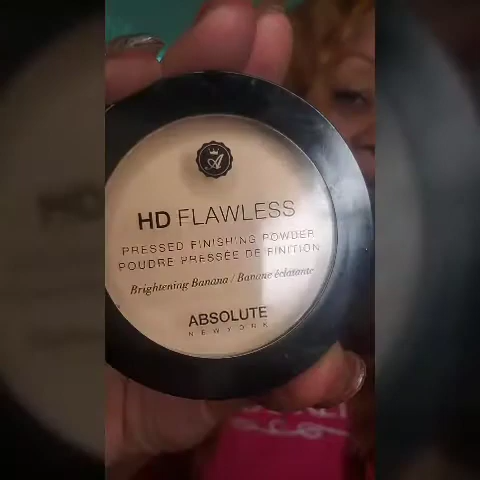 A
HD FLAWLESS
PRESSED FINISHING POWDER
POUDRE PRESSÉE DE FINITION
Brightening Banana / Banane éclatante
ABSOLUTE
NEW YORK